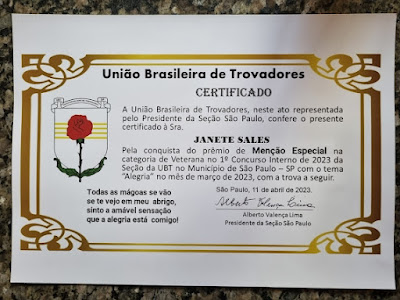 União Brasileira de Trovadores
CERTIFICADO
A União Brasileira de Trovadores, neste ato representada
pelo Presidente da Seção São Paulo, confere o presente
certificado à Sra.
JANETE SALES
Pela conquista do prêmio de Menção Especial na
categoria de Veterana no 1º Concurso Interno de 2023 da
Seção da UBT no Município de São Paulo – SP com o tema
"Alegria" no mês de março de 2023, com a trova a seguir.
Todas as mágoas se vão
se te vejo em meu abrigo,
sinto a amável sensação
que a alegria está comigo!
São Paulo, 11 de abril de 2023.
Alberto Valença Lima
Alberto Valença Lima
Presidente da Seção São Paulo